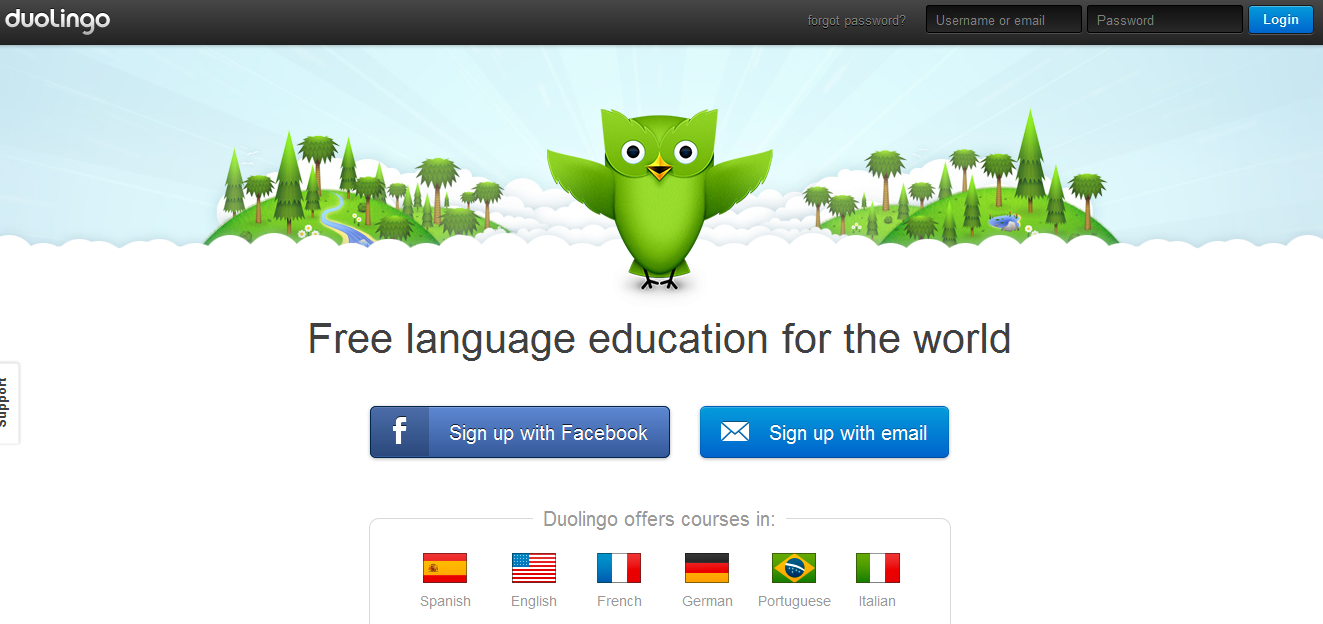 duolingo
forgot password?
Username or email
Password
Login
Free language education for the world
Support
f
Sign up with Facebook
Sign up with email
Duolingo offers courses in:
Spanish
English
French
German
Portuguese
Italian